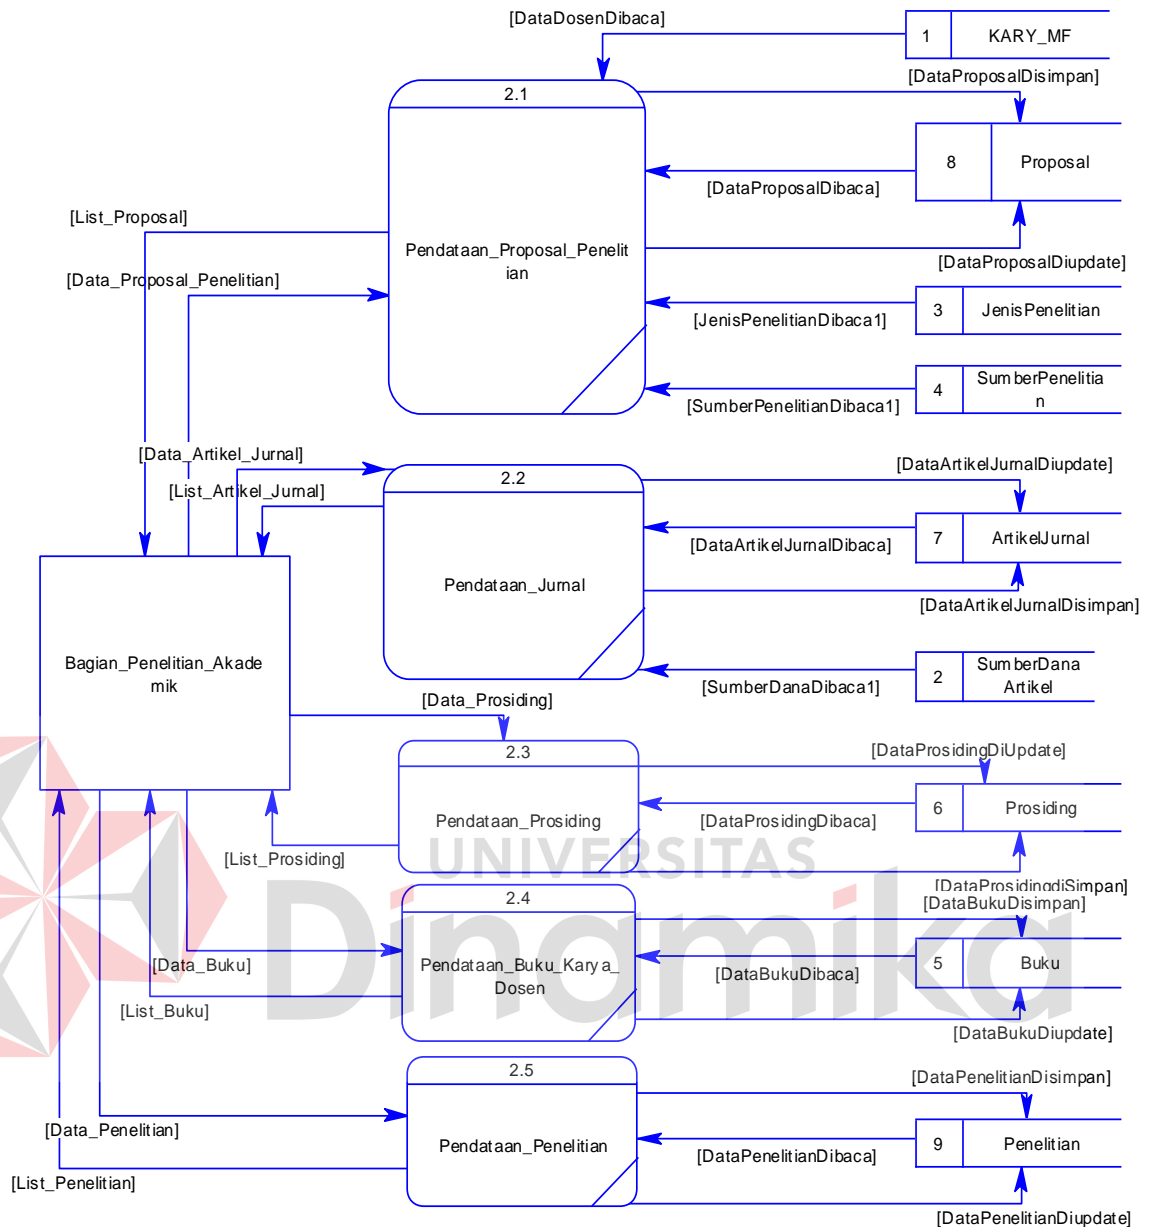 [DataDosenDibaca]
1
KARY_MF
[DataProposalDisimpan]
2.1
8
Proposal
[DataProposalDibaca]
[List_Proposal]
Pendataan_Proposal_Penelit
ian
[DataProposalDiupdate]
[Data_Proposal_Penelitian]
3
JenisPenelitian
[JenisPenelitianDibaca1]
4
SumberPenelitia
n
[SumberPenelitianDibaca1]
[Data_Artikel_Jurnal]
[DataArtikelJurnalDiupdate]
2.2
[List_Artikel_Jurnal]
7
ArtikelJurnal
[DataArtikelJurnalDibaca]
Pendataan_Jurnal
[DataArtikelJurnalDisimpan]
Bagian_Penelitian_Akade
mik
2
SumberDana
Artikel
[SumberDanaDibaca1]
[Data_Prosiding]
2.3
[DataProsidingDiUpdate]
6
Prosiding
Pendataan_Prosiding
[DataProsidingDibaca]
[List_Prosiding]
UNIVERSITAS
Dinamika
[DataProsidingdiSimpan]
2.4
[DataBukuDisimpan]
[Data_Buku]
Pendataan_Buku_Karya_
Dosen
[DataBukuDibaca]
5
Buku
[List_Buku]
[DataBukuDiupdate]
2.5
[DataPenelitianDisimpan]
[Data_Penelitian]
Pendataan_Penelitian
[DataPenelitianDibaca]
9
Penelitian
[List_Penelitian]
[DataPenelitianDiupdate]